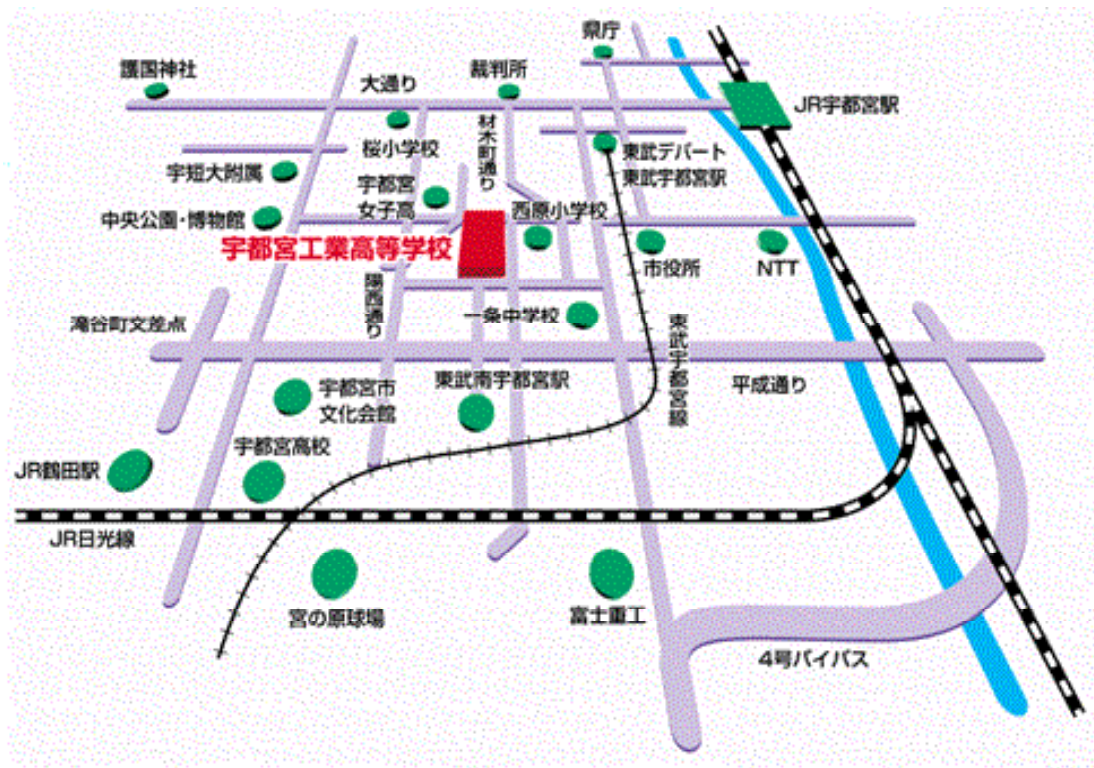 県庁
護国神社
大通り
裁判所
JR宇都宮駅
材木町通り
桜小学校
東武デパート
東武宇都宮駅
宇短大附属
宇都宮
女子高
西原小学校
中央公園・博物館
宇都宮工業高等学校
市役所
NTT
陽西通り
一条中学校
滝谷町交差点
東武宇都宮線
東武南宇都宮駅
平成通り
宇都宮市
文化会館
宇都宮高校
JR鶴田駅
JR日光線
宮の原球場
富士重工
4号バイパス